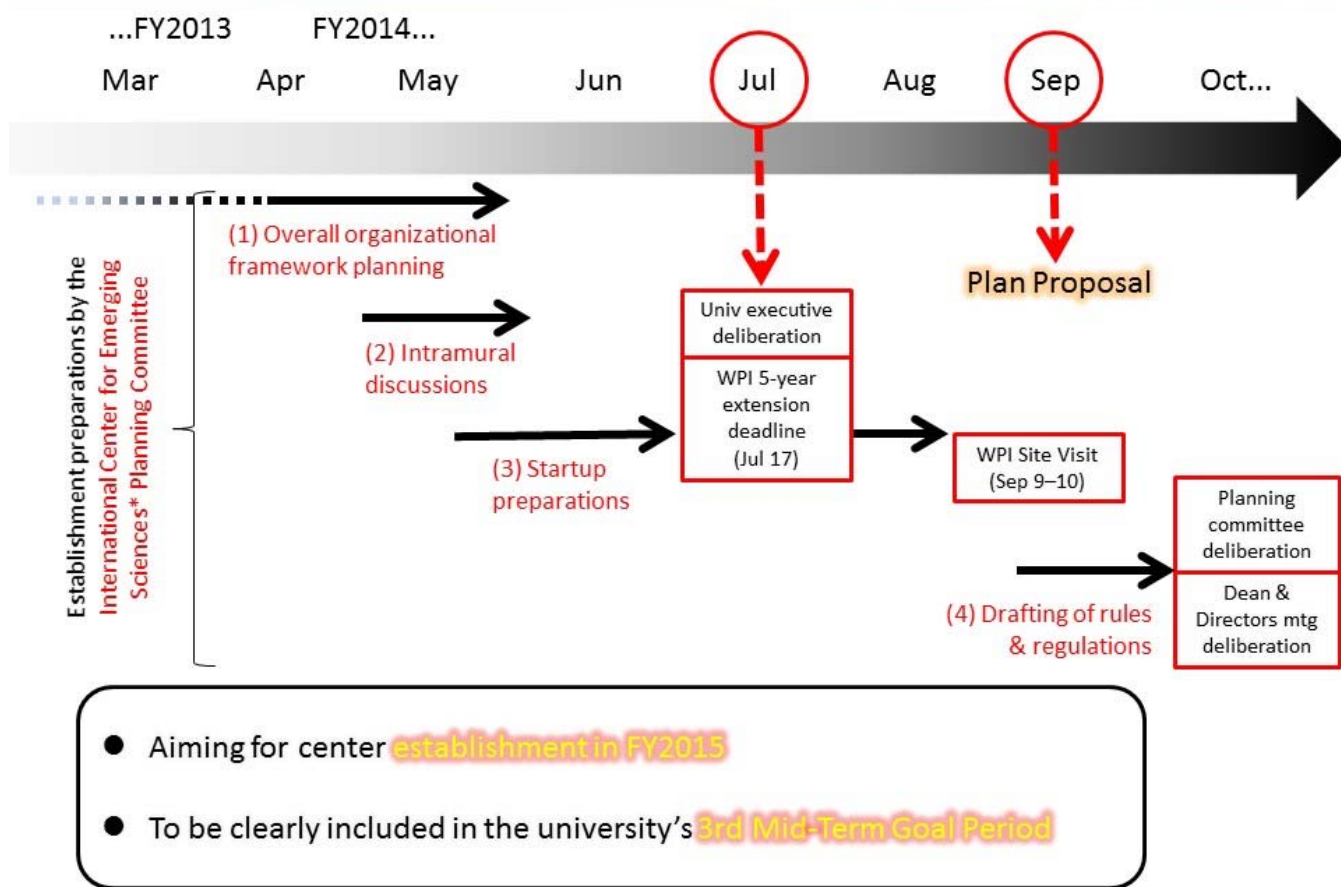 ...FY2013 FY2014...
Mar Apr May Jun Jul Aug Sep Oct...
Establishment preparations by the
International Center for Emerging
Sciences* Planning Committee
(1) Overall organizational
framework planning
(2) Intramural
discussions
(3) Startup
preparations
Univ executive
deliberation
WPI 5-year
extension
deadline
(Jul 17)
Plan Proposal
WPI Site Visit
(Sep 9–10)
(4) Drafting of rules
& regulations
Planning
committee
deliberation
Dean &
Directors mtg
deliberation
● Aiming for center establishment in FY2015
● To be clearly included in the university's 3rd Mid-Term Goal Period